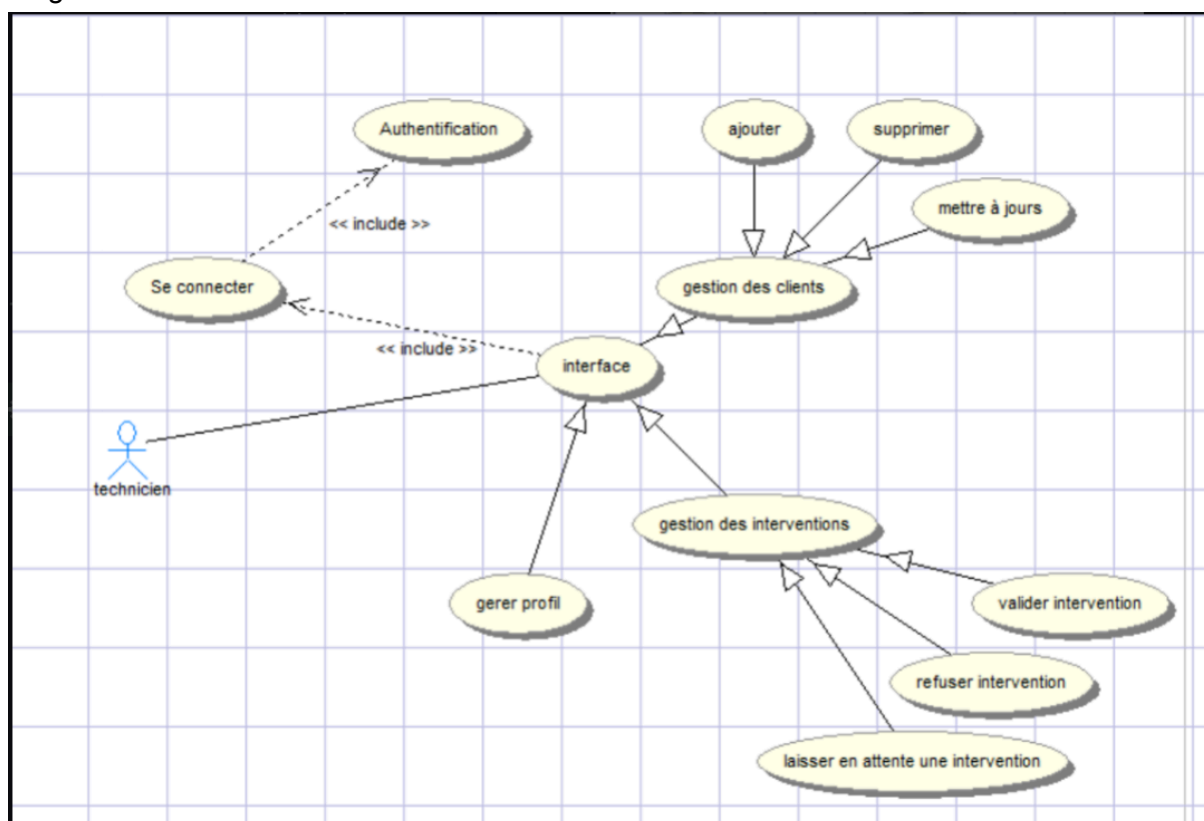 Authentification
ajouter
supprimer
mettre à jours
<< include >>
Se connecter
gestion des clients
<< include >>
interface
technicien
gestion des interventions
gerer profil
valider intervention
refuser intervention
laisser en attente une intervention